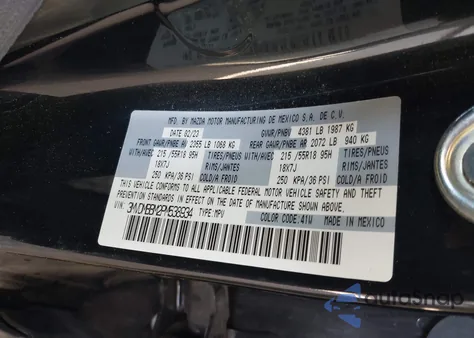 MFD. BY MAZDA MOTOR MANUFACTURING DE MEXICO S.A. DE C.V.
DATE 02/23 GVWR/PNBV 4381 LB 1987 KG
FRONT GAWR/PNBE AV 2355 LB 1068 KG REAR GAWR/PNBE AR 2072 LB 940 KG
WITH/AVEC 215/55R18 95H TIRES/PNEUS WITH/AVEC 215/55R18 95H TIRES/PNEUS
18X7J RIMS/JANTES 18X7J RIMS/JANTES
250 KPA/36 PSI COLD/A FROID 250 KPA/36 PSI COLD/A FROID
THIS VEHICLE CONFORMS TO ALL APPLICABLE FEDERAL MOTOR VEHICLE SAFETY AND THEFT
PREVENTION STANDARDS IN EFFECT ON THE DATE OF MANUFACTURE SHOWN ABOVE.
VIN: TYPE: MPV COLOR CODE: 41W MADE IN MEXICO
AutoSnap